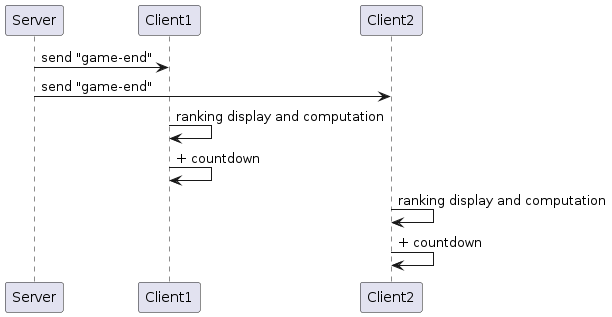 Server Client1 Client2
send "game-end"
send "game-end"
ranking display and computation
+ countdown
ranking display and computation
+ countdown
Server Client1 Client2